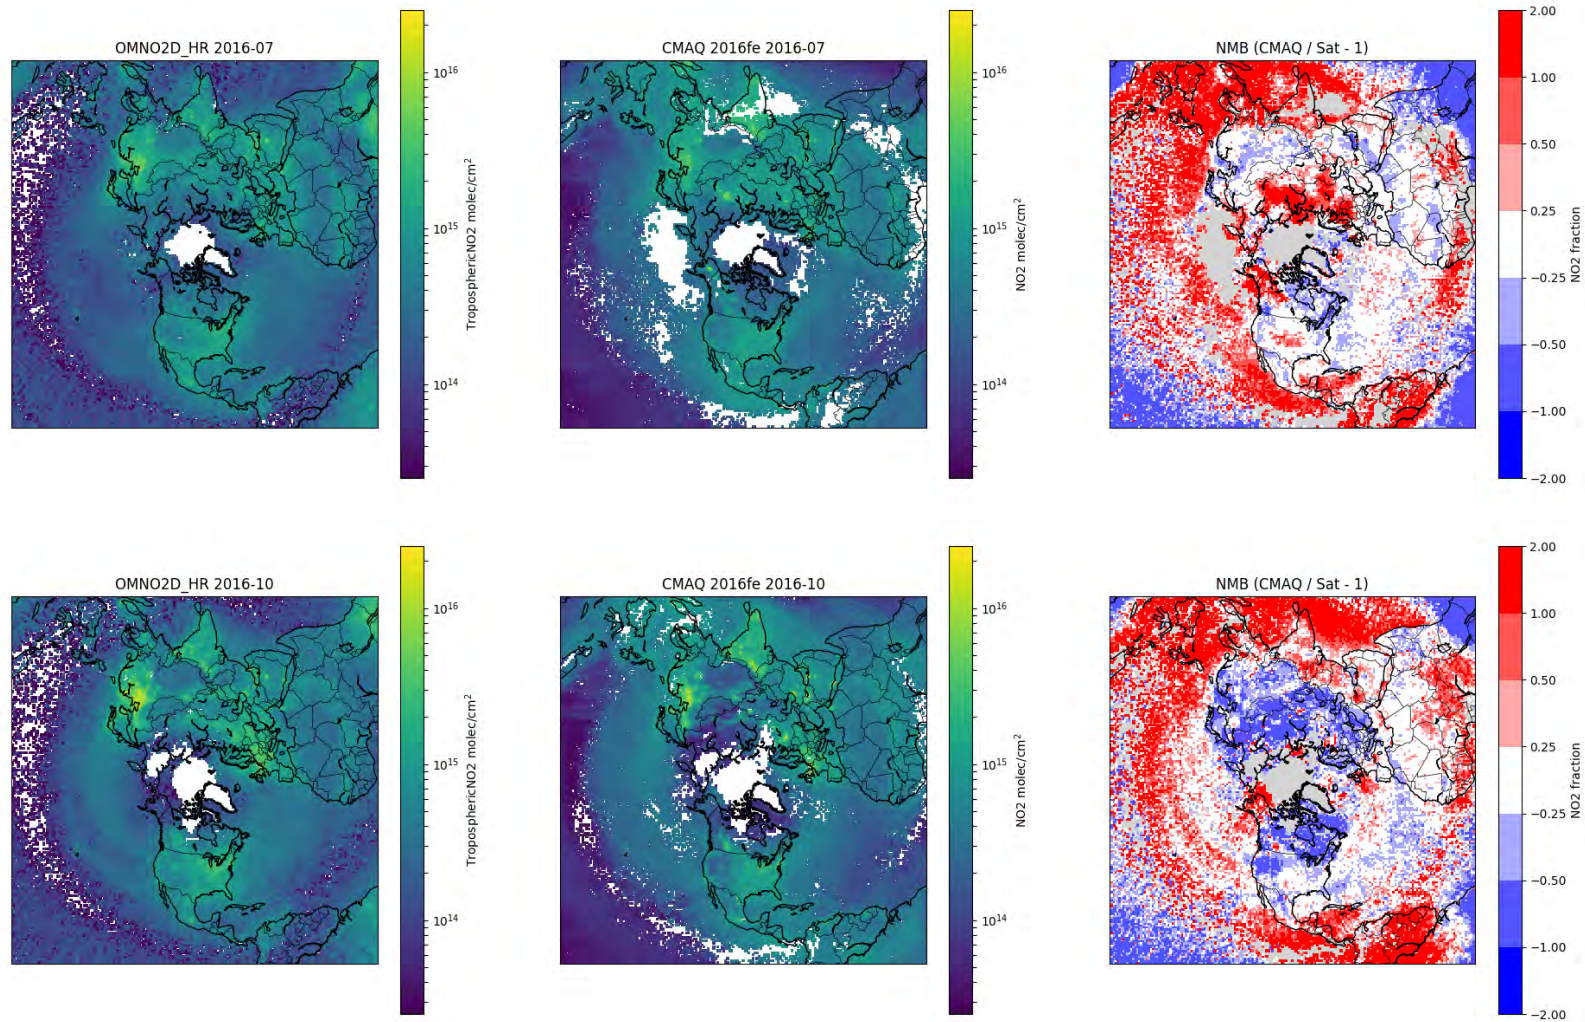 OMNO2D_HR 2016-07
10^16
10^15
10^14
TroposphericNO2 molec/cm^2
CMAQ 2016fe 2016-07
10^16
10^15
10^14
NO2 molec/cm^2
NMB (CMAQ / Sat - 1)
2.00
1.00
0.50
0.25
−0.25
−0.50
−1.00
−2.00
NO2 fraction
OMNO2D_HR 2016-10
10^16
10^15
10^14
TroposphericNO2 molec/cm^2
CMAQ 2016fe 2016-10
10^16
10^15
10^14
NO2 molec/cm^2
NMB (CMAQ / Sat - 1)
2.00
1.00
0.50
0.25
−0.25
−0.50
−1.00
−2.00
NO2 fraction